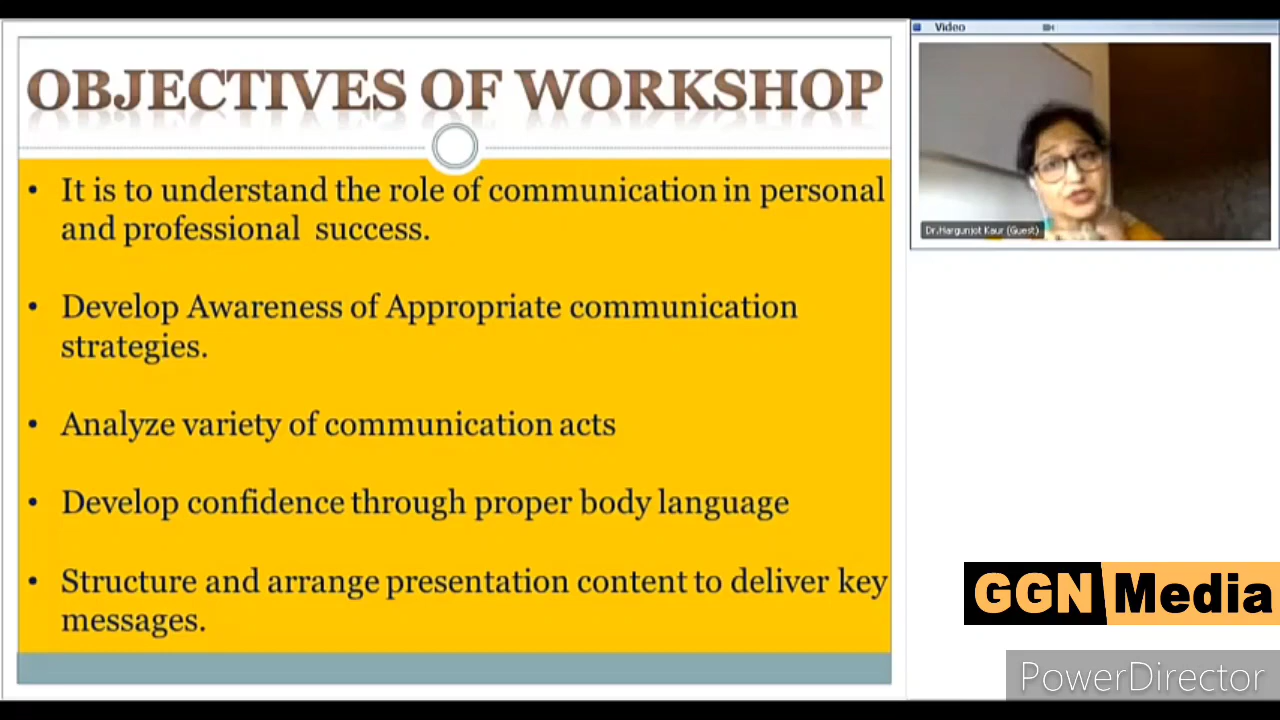 OBJECTIVES OF WORKSHOP
• It is to understand the role of communication in personal
and professional success.
• Develop Awareness of Appropriate communication
strategies.
• Analyze variety of communication acts
• Develop confidence through proper body language
• Structure and arrange presentation content to deliver key
messages.
Video
Dr.Hargunjot Kaur (Guest)
GGN Media
PowerDirector